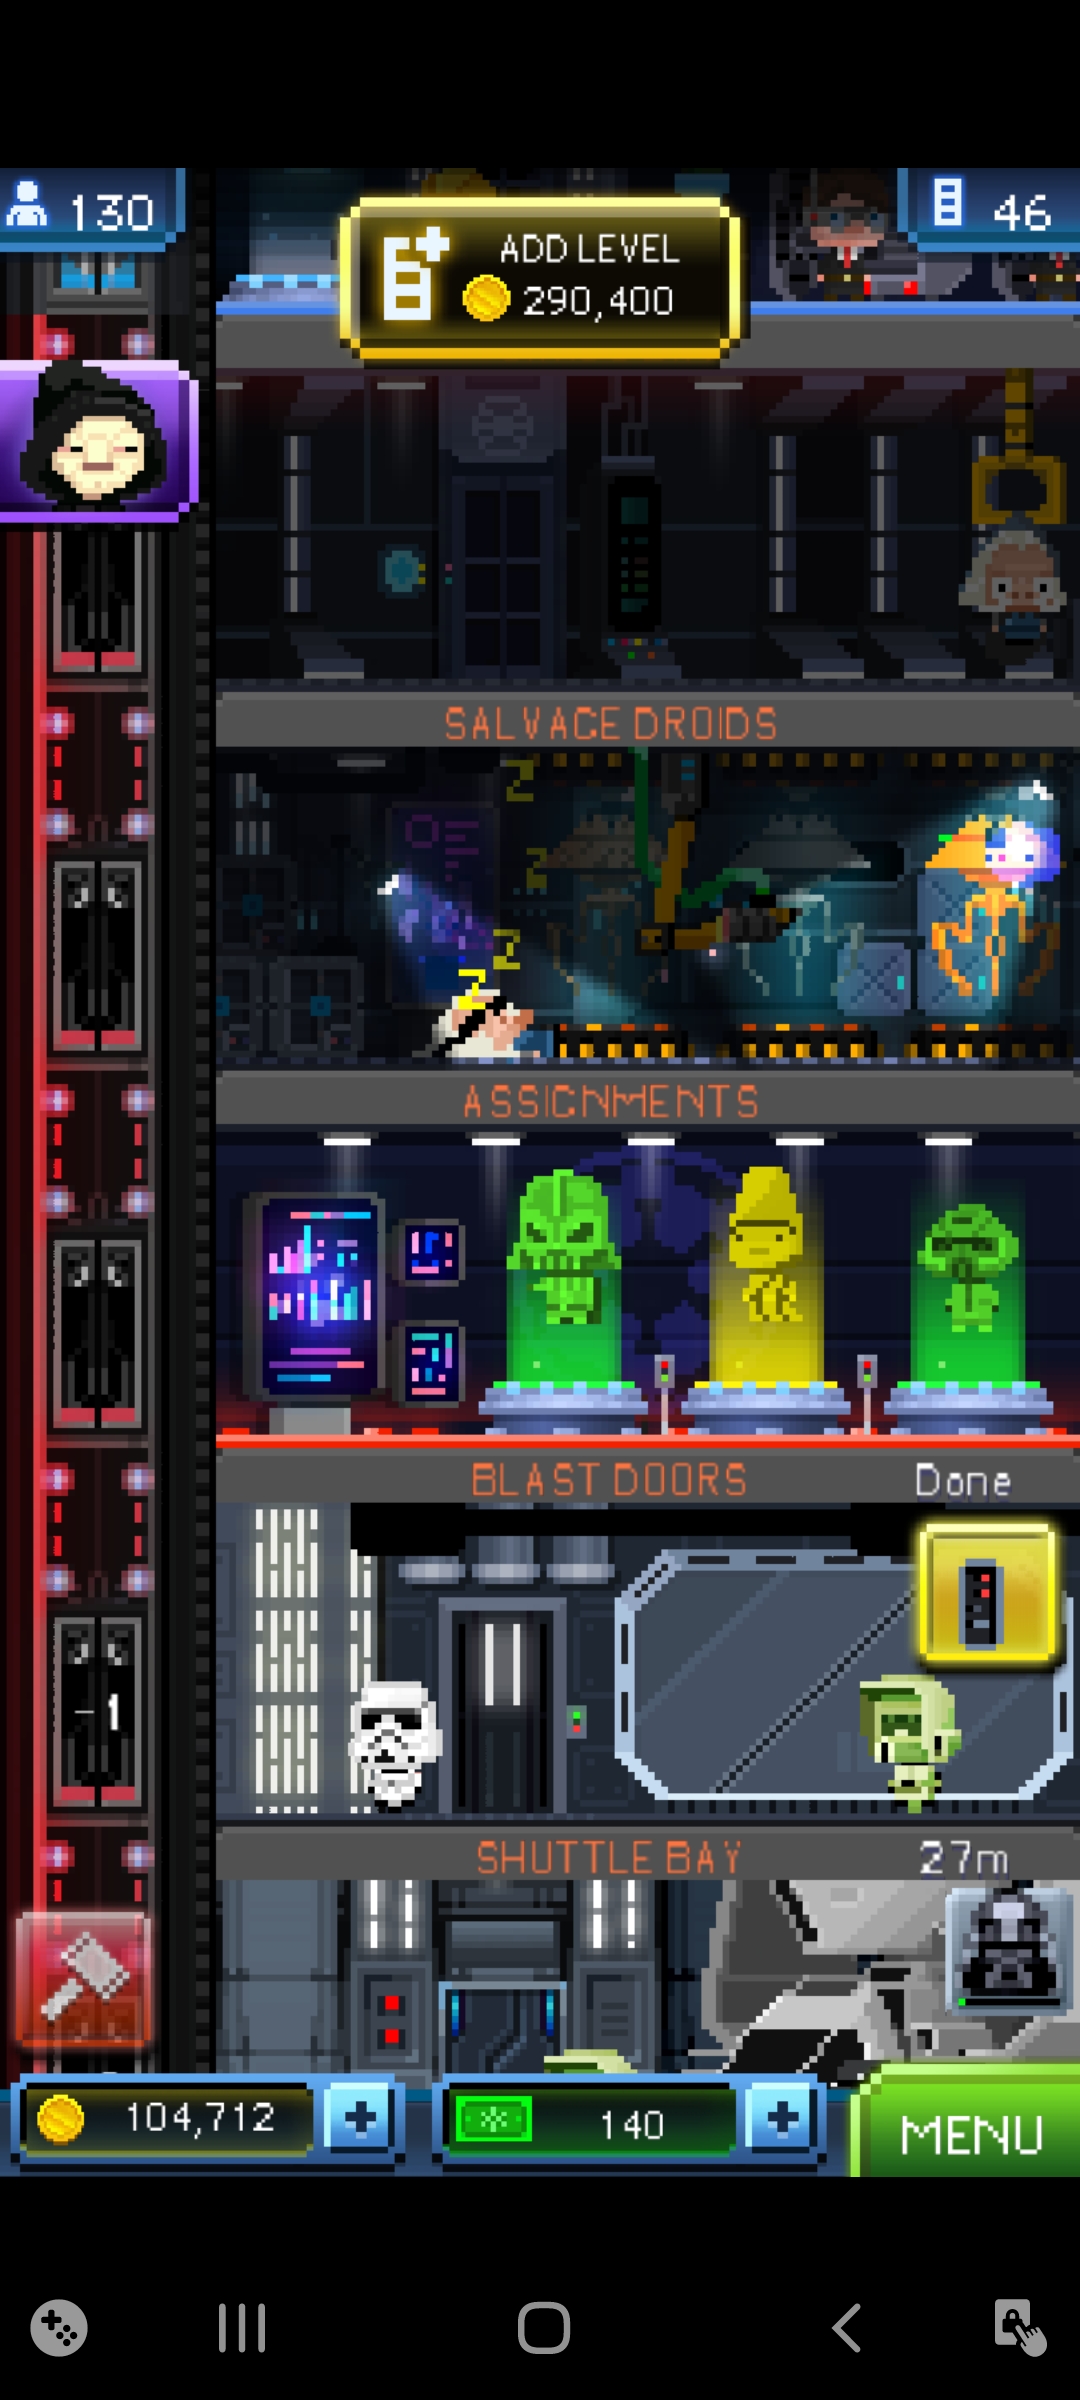 130
46
ADD LEVEL
290,400
SALVAGE DROIDS
Z
Z
Z
Z
ASSIGNMENTS
BLAST DOORS Done
-1
SHUTTLE BAY 27m
104,712
140
MENU